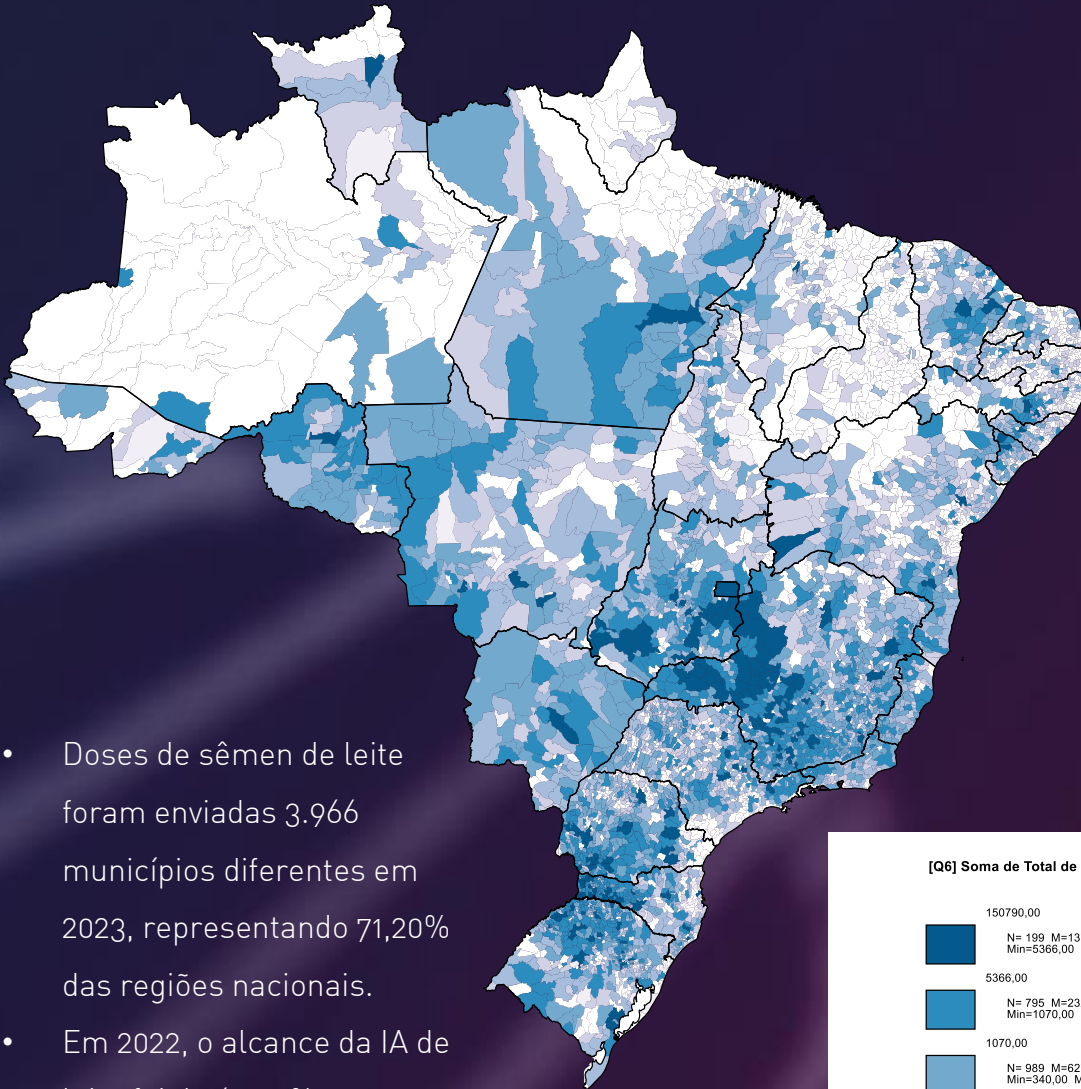 • Doses de sêmen de leite
foram enviadas 3.966
municípios diferentes em
2023, representando 71,20%
das regiões nacionais.
• Em 2022, o alcance da IA de
[Q6] Soma de Total de
150790,00
N= 199 M=13
Min=5366,00
5366,00
N= 795 M=23
Min=1070,00
1070,00
N= 989 M=62
Min=340,00 M